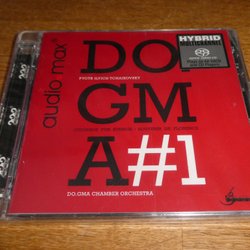 audio max
DO.
HYBRID
MULTICHANNEL
PYOTR ILYICH TCHAIKOVSKY
GM
SERENADE FOR STRINGS · SOUVENIR DE FLORENCE
A#1
DO.GMA CHAMBER ORCHESTRA